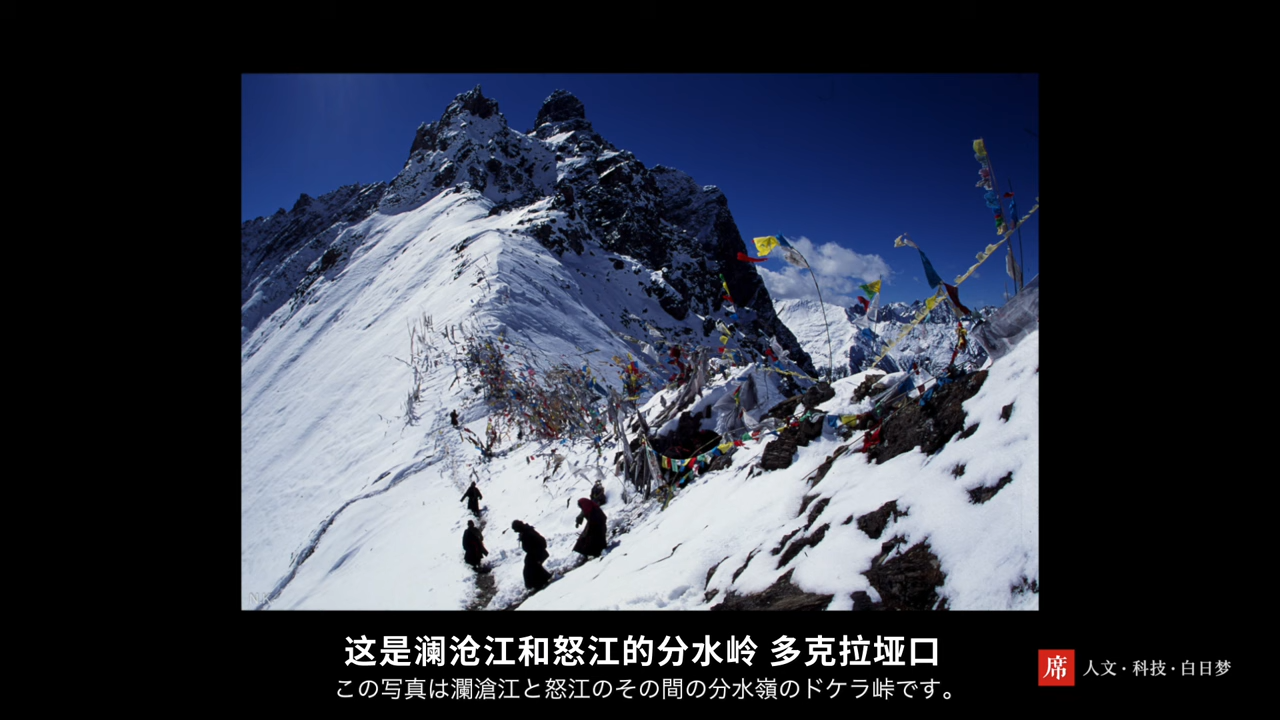 这是澜沧江和怒江的分水岭 多克拉垭口
この写真は瀾滄江と怒江のその間の分水嶺のドケラ峠です。
席 人文·科技·白日梦